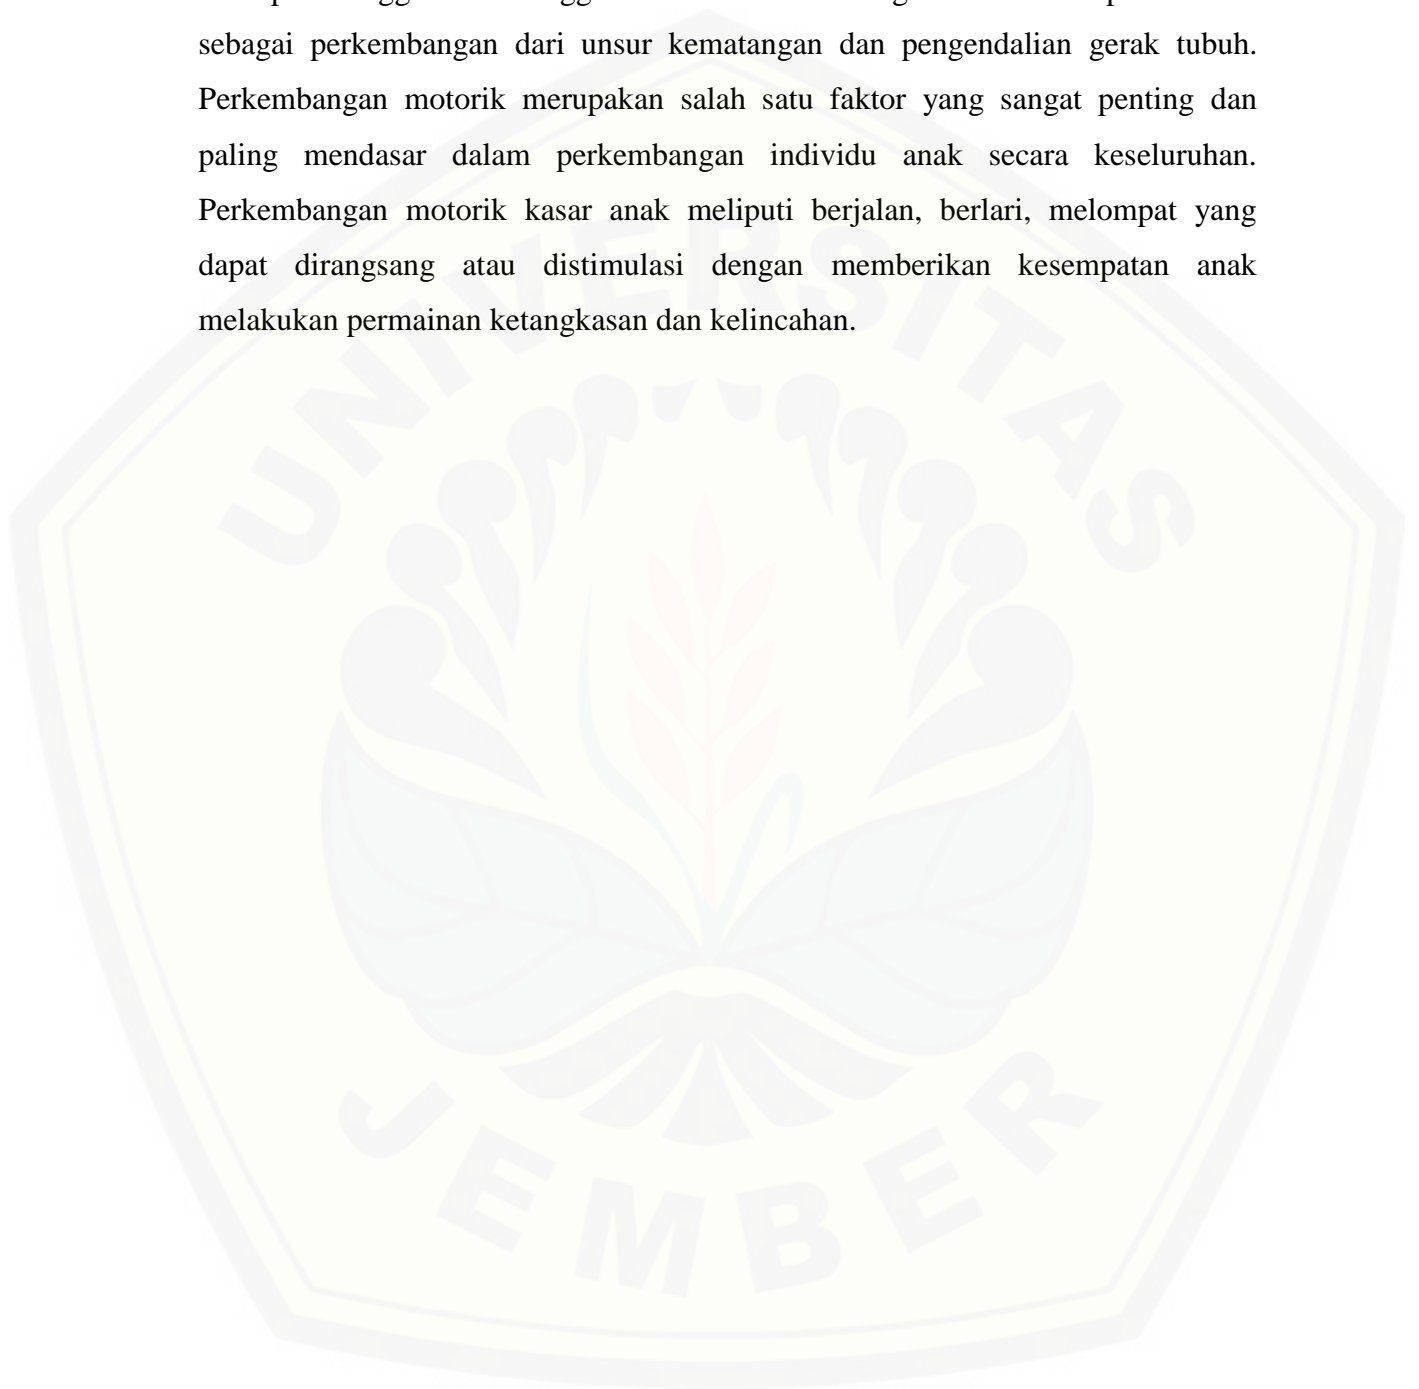 sebagai perkembangan dari unsur kematangan dan pengendalian gerak tubuh.
Perkembangan motorik merupakan salah satu faktor yang sangat penting dan
paling mendasar dalam perkembangan individu anak secara keseluruhan.
Perkembangan motorik kasar anak meliputi berjalan, berlari, melompat yang
dapat dirangsang atau distimulasi dengan memberikan kesempatan anak
melakukan permainan ketangkasan dan kelincahan.
UNIVERSITAS
JEMBER